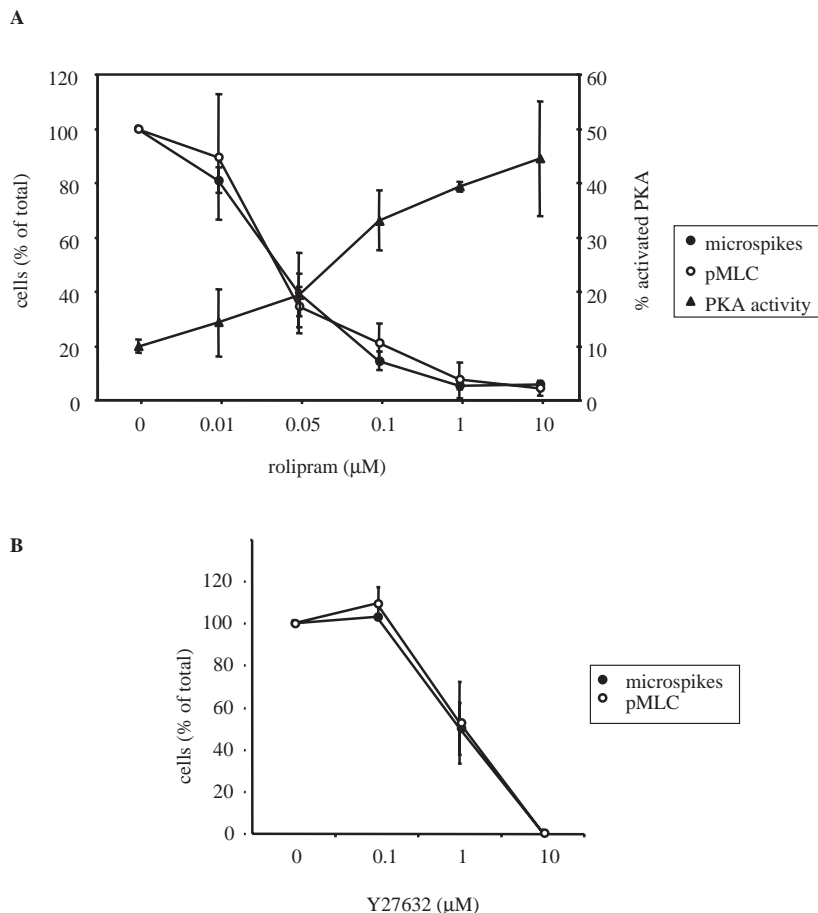 A
120
100
80
60
40
20
0
cells (% of total)
60
50
40
30
20
10
0
% activated PKA
0 0.01 0.05 0.1 1 10
rolipram (μM)
microspikes
pMLC
PKA activity
B
120
100
80
60
40
20
0
cells (% of total)
0 0.1 1 10
Y27632 (μM)
microspikes
pMLC